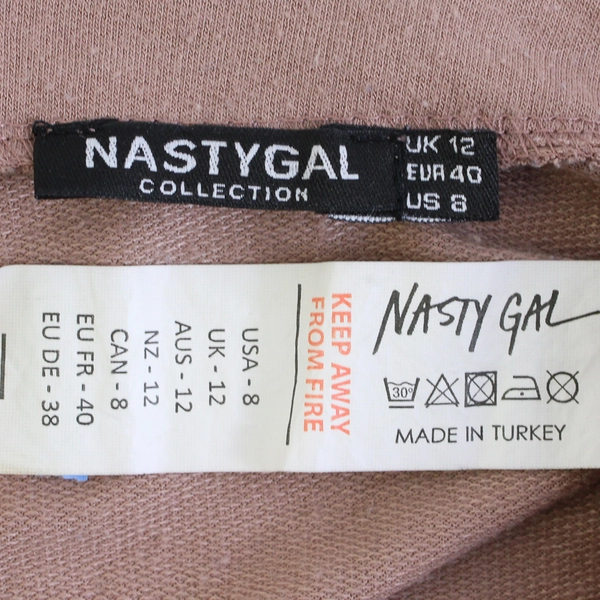 NASTYGAL
COLLECTION
UK 12
EUR 40
US 8
USA - 8
UK - 12
AUS - 12
NZ - 12
CAN - 8
EU FR - 40
EU DE - 38
KEEP AWAY
FROM FIRE
NASTY GAL
30°
MADE IN TURKEY